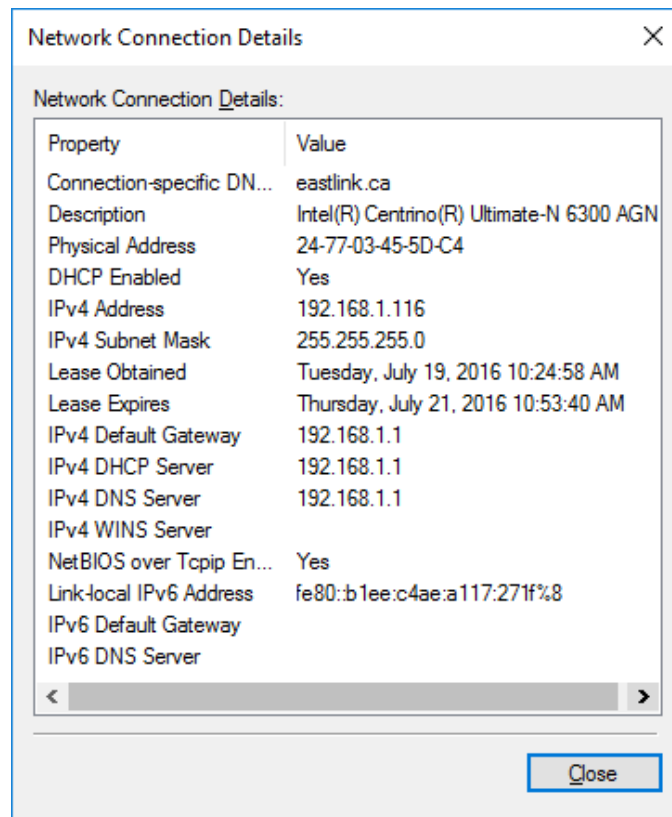 Network Connection Details
Network Connection Details:
Property Value
Connection-specific DN... eastlink.ca
Description Intel(R) Centrino(R) Ultimate-N 6300 AGN
Physical Address 24-77-03-45-5D-C4
DHCP Enabled Yes
IPv4 Address 192.168.1.116
IPv4 Subnet Mask 255.255.255.0
Lease Obtained Tuesday, July 19, 2016 10:24:58 AM
Lease Expires Thursday, July 21, 2016 10:53:40 AM
IPv4 Default Gateway 192.168.1.1
IPv4 DHCP Server 192.168.1.1
IPv4 DNS Server 192.168.1.1
IPv4 WINS Server
NetBIOS over Tcpip En... Yes
Link-local IPv6 Address fe80::b1ee:c4ae:a117:271f%8
IPv6 Default Gateway
IPv6 DNS Server
Close